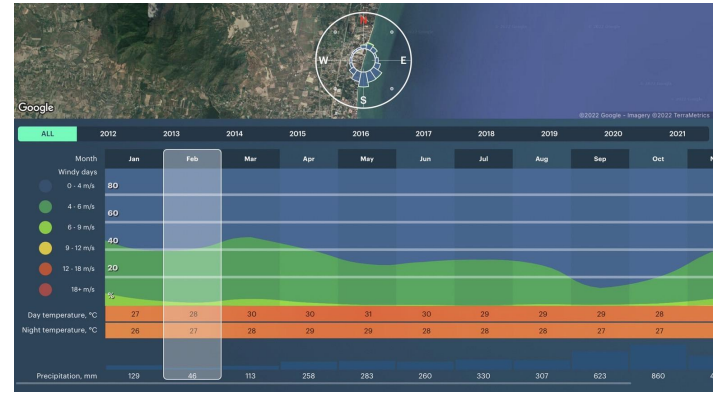 N
W E
S
Google
©2022 Google - Imagery ©2022 TerraMetrics
ALL 2012 2013 2014 2015 2016 2017 2018 2019 2020 2021
Month Jan Feb Mar Apr May Jun Jul Aug Sep Oct N
Windy days
0 - 4 m/s 80
4 - 6 m/s 60
6 - 9 m/s
9 - 12 m/s 40
12 - 18 m/s 20
18+ m/s %
Day temperature, °C 27 28 30 30 31 30 29 29 29 28
Night temperature, °C 26 27 28 29 29 28 28 28 27 27
Precipitation, mm 129 46 113 258 283 260 330 307 623 860 4